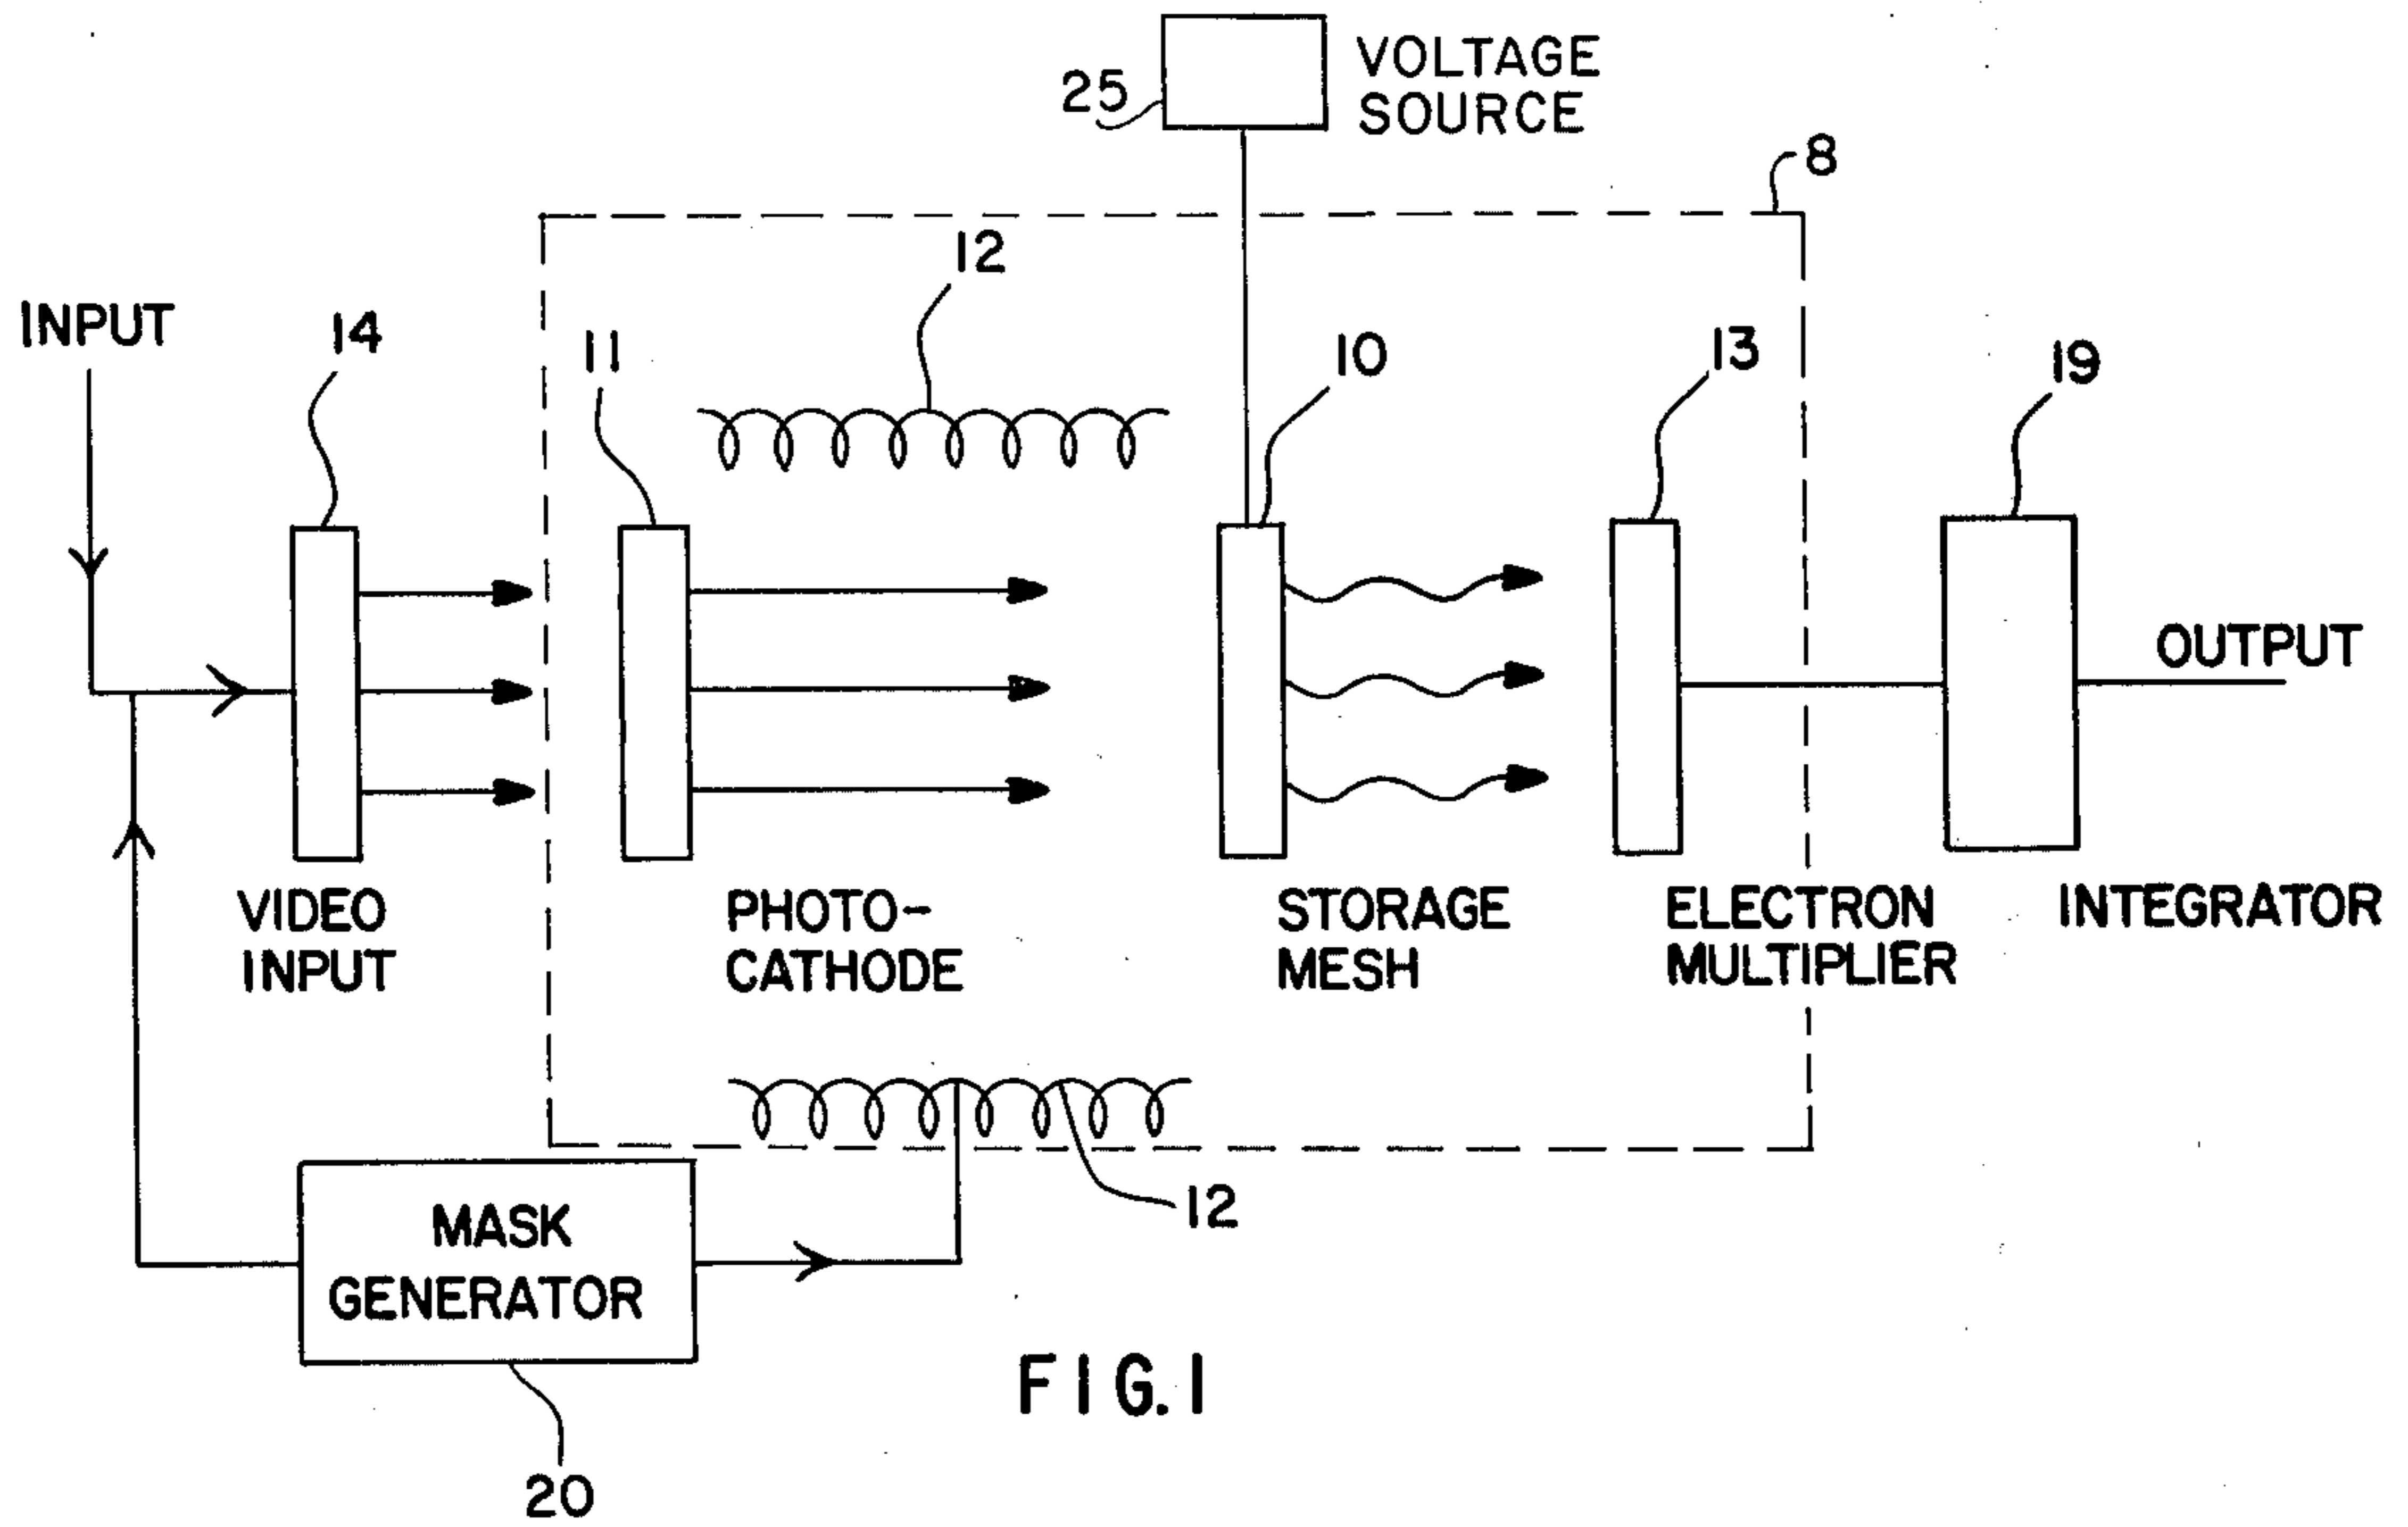 VOLTAGE
SOURCE
25
8
12
INPUT
14
11
10
13
19
OUTPUT
VIDEO
INPUT
PHOTO-
CATHODE
STORAGE
MESH
ELECTRON
MULTIPLIER
INTEGRATOR
12
MASK
GENERATOR
20
FIG. 1